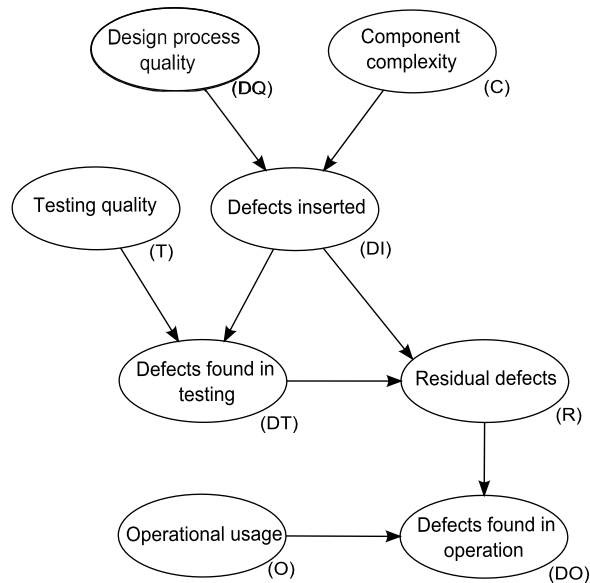 Design process
quality
(DQ)
Component
complexity
(C)
Testing quality
(T)
Defects inserted
(DI)
Defects found in
testing
(DT)
Residual defects
(R)
Operational usage
(O)
Defects found in
operation
(DO)